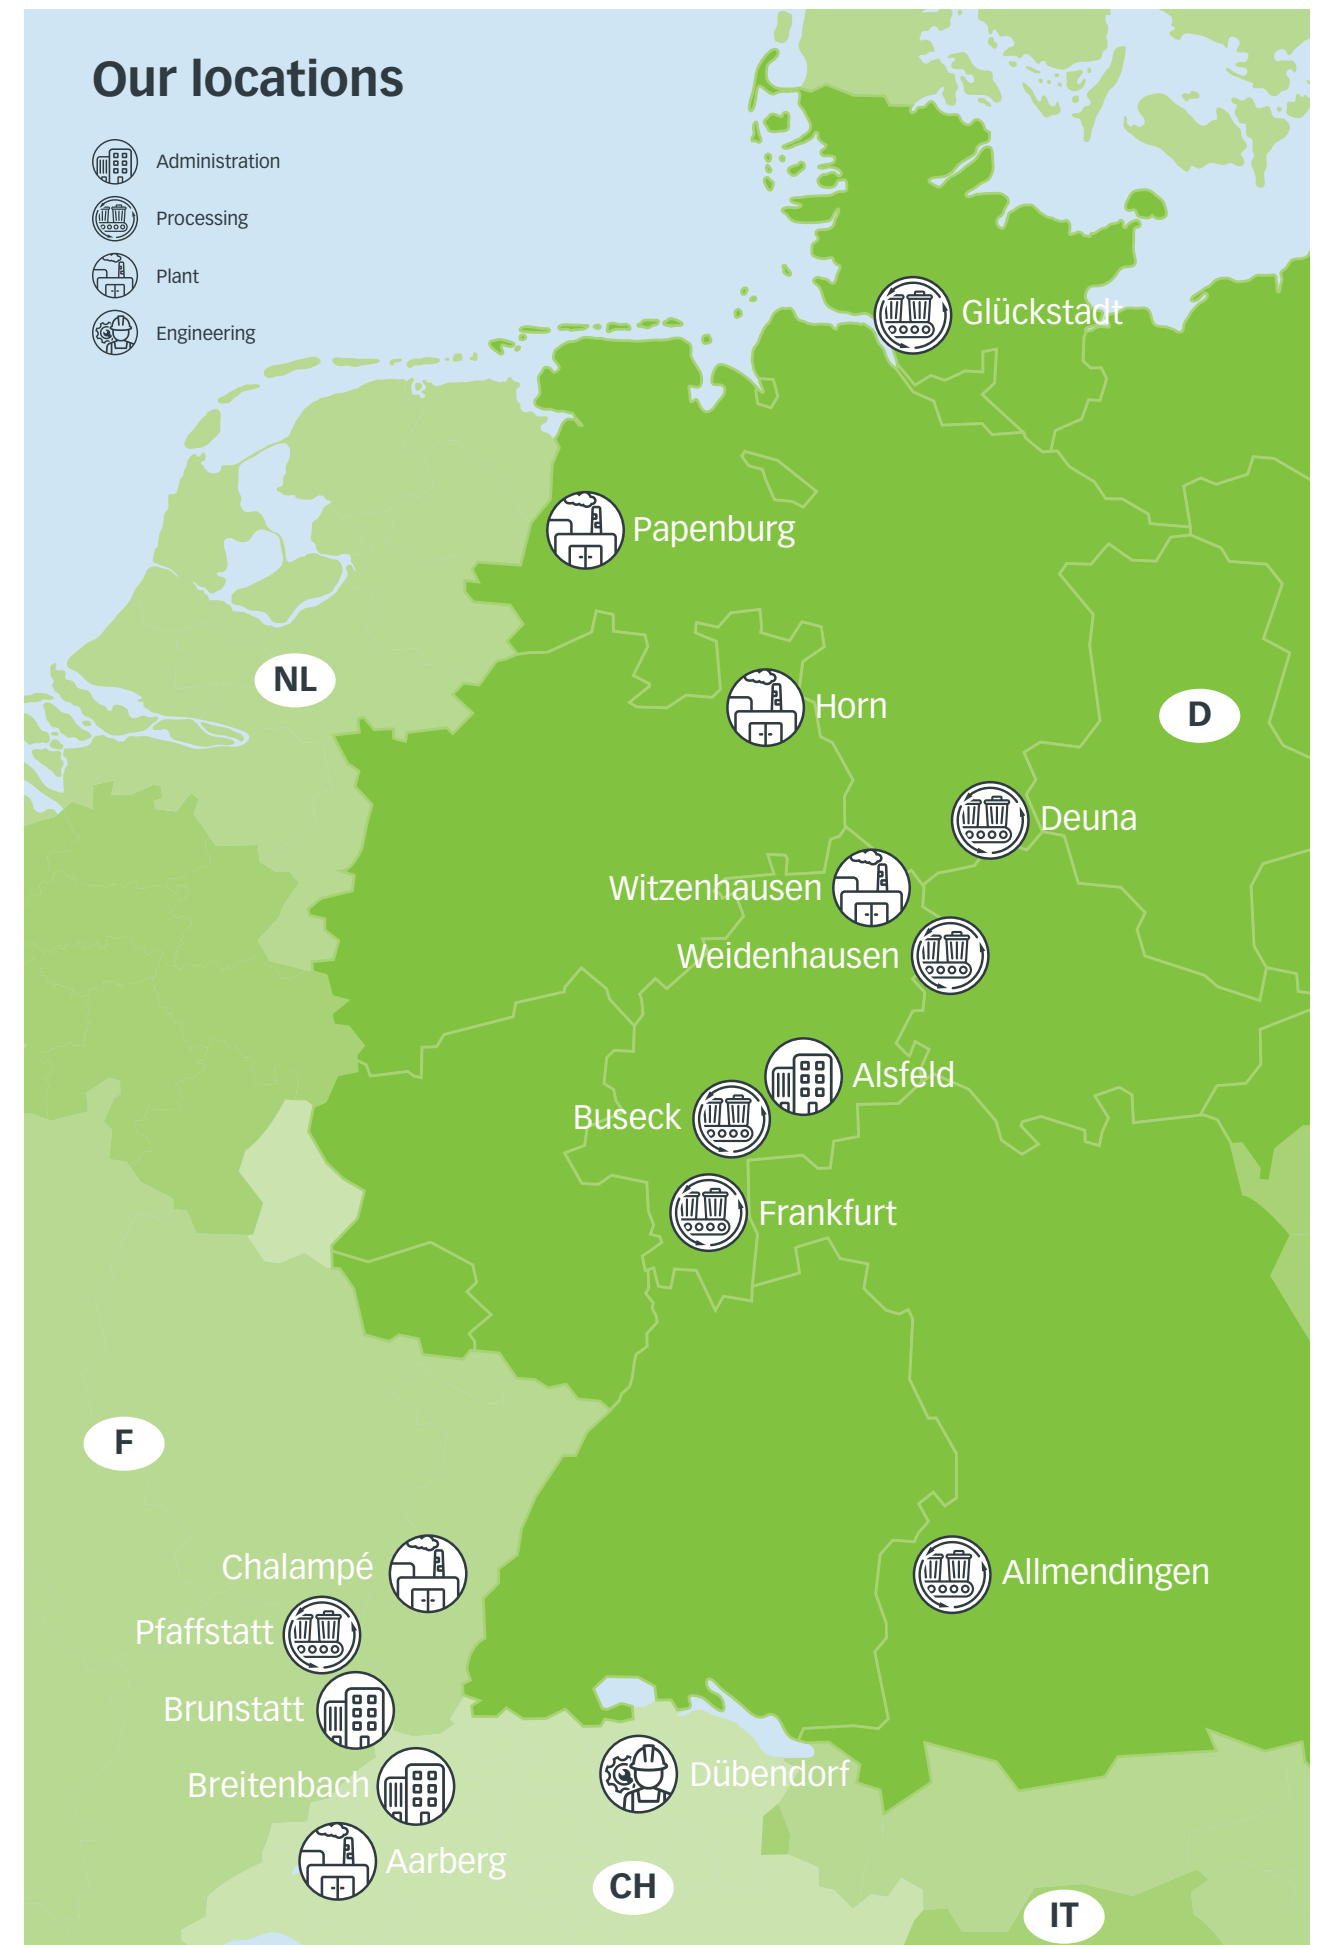 Our locations
Administration
Processing
Plant
Engineering
Glückstadt
Papenburg
NL
Horn
D
Deuna
Witzenhausen
Weidenhausen
Alsfeld
Buseck
Frankfurt
F
Chalampé
Allmendingen
Pfaffstatt
Brunstatt
Dübendorf
Breitenbach
Aarberg
CH
IT